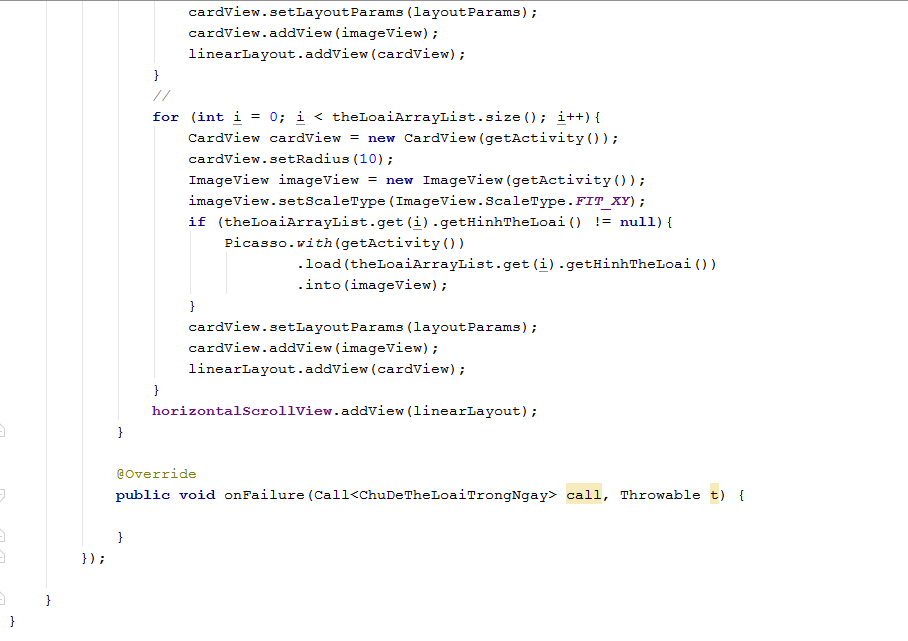 cardView.setLayoutParams(layoutParams);
cardView.addView(imageView);
linearLayout.addView(cardView);
}
//
for (int i = 0; i < theLoaiArrayList.size(); i++){
CardView cardView = new CardView(getActivity());
cardView.setRadius(10);
ImageView imageView = new ImageView(getActivity());
imageView.setScaleType(ImageView.ScaleType.FIT_XY);
if (theLoaiArrayList.get(i).getHinhTheLoai() != null){
Picasso.with(getActivity())
.load(theLoaiArrayList.get(i).getHinhTheLoai())
.into(imageView);
}
cardView.setLayoutParams(layoutParams);
cardView.addView(imageView);
linearLayout.addView(cardView);
}
horizontalScrollView.addView(linearLayout);
}
@Override
public void onFailure(Call<ChuDeTheLoaiTrongNgay> call, Throwable t) {
}
});
}
}